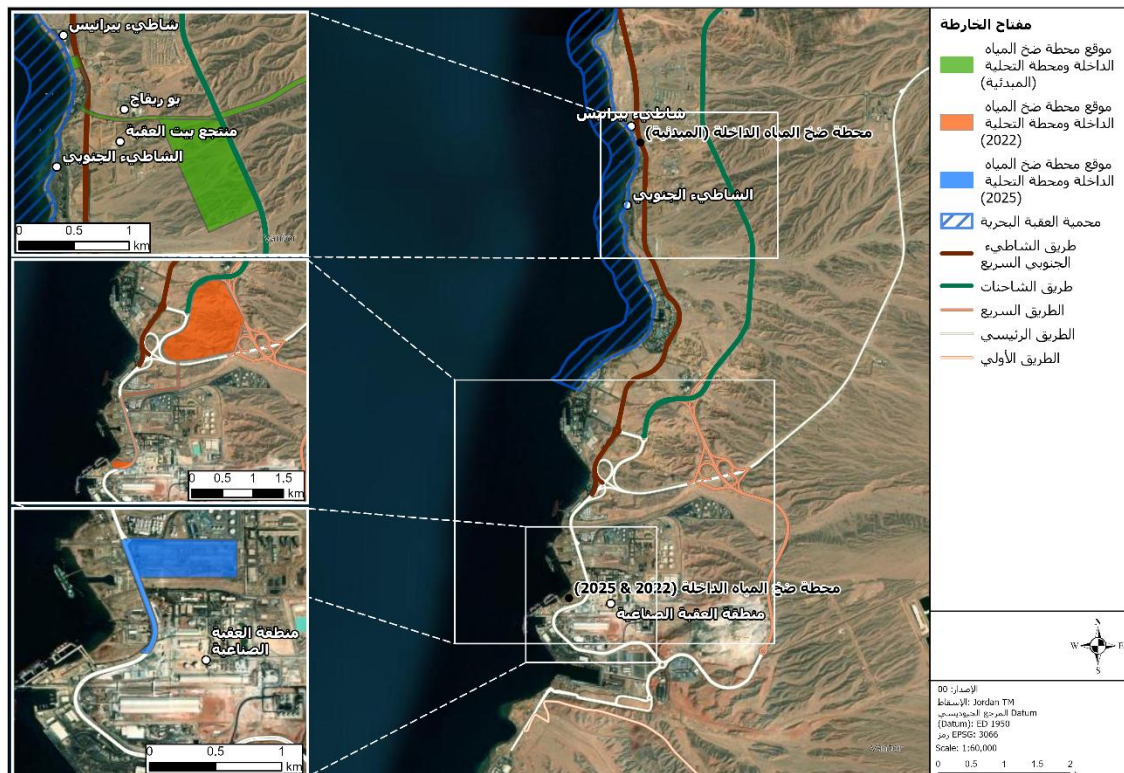 شاطيء بيرانيس
بو ريفاج
منتجع بيت العقبة
الشاطيء الجنوبي
0 0.5 1
km
Vantor
0 0.5 1 1.5
km
منطقة العقبة
الصناعية
0 0.5 1
km
شاطيء بيرانيس
محطة ضخ المياه الداخلة (المبدئية)
الشاطيء الجنوبي
محطة ضخ المياه الداخلة (2022 & 2025)
منطقة العقبة الصناعية
Vantor
مفتاح الخارطة
موقع محطة ضخ المياه
الداخلة ومحطة التحلية
(المبدئية)
موقع محطة ضخ المياه
الداخلة ومحطة التحلية
(2022)
موقع محطة ضخ المياه
الداخلة ومحطة التحلية
(2025)
محمية العقبة البحرية
طريق الشاطيء
الجنوبي السريع
طريق الشاحنات
الطريق السريع
الطريق الرئيسي
الطريق الأولي
N
W E
S
الإصدار: 00
الإسقاط: Jordan TM
المرجع الجيوديسي Datum
(Datum): ED 1950
رمز EPSG: 3066
Scale: 1:60,000
0 0.5 1 2